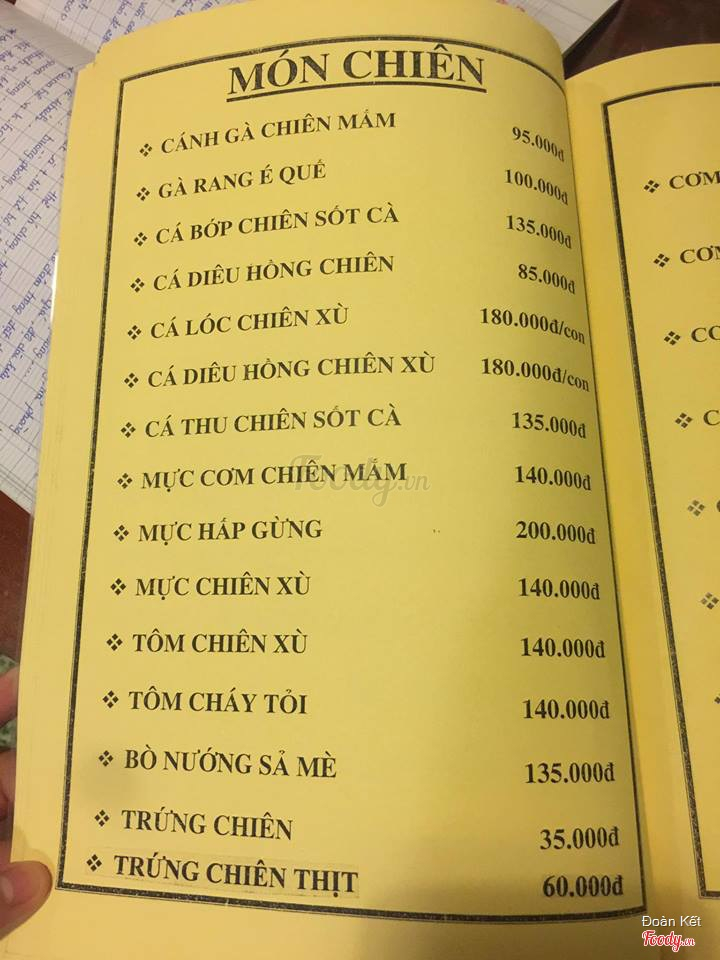 MÓN CHIÊN
❖ CÁNH GÀ CHIÊN MẮM 95.000đ
❖ GÀ RANG É QUẾ 100.000đ
❖ CÁ BỚP CHIÊN SỐT CÀ 135.000đ
❖ CÁ DIÊU HỒNG CHIÊN 85.000đ
❖ CÁ LÓC CHIÊN XÙ 180.000đ/con
❖ CÁ DIÊU HỒNG CHIÊN XÙ 180.000đ/con
❖ CÁ THU CHIÊN SỐT CÀ 135.000đ
❖ MỰC CƠM CHIÊN MẮM 140.000đ
❖ MỰC HẤP GỪNG 200.000đ
❖ MỰC CHIÊN XÙ 140.000đ
❖ TÔM CHIÊN XÙ 140.000đ
❖ TÔM CHÁY TỎI 140.000đ
❖ BÒ NƯỚNG SẢ MÈ 135.000đ
❖ TRỨNG CHIÊN 35.000đ
❖ TRỨNG CHIÊN THỊT 60.000đ
❖ CƠM
❖ CƠM
Foody.vn
Đoàn Kết
Foody.vn